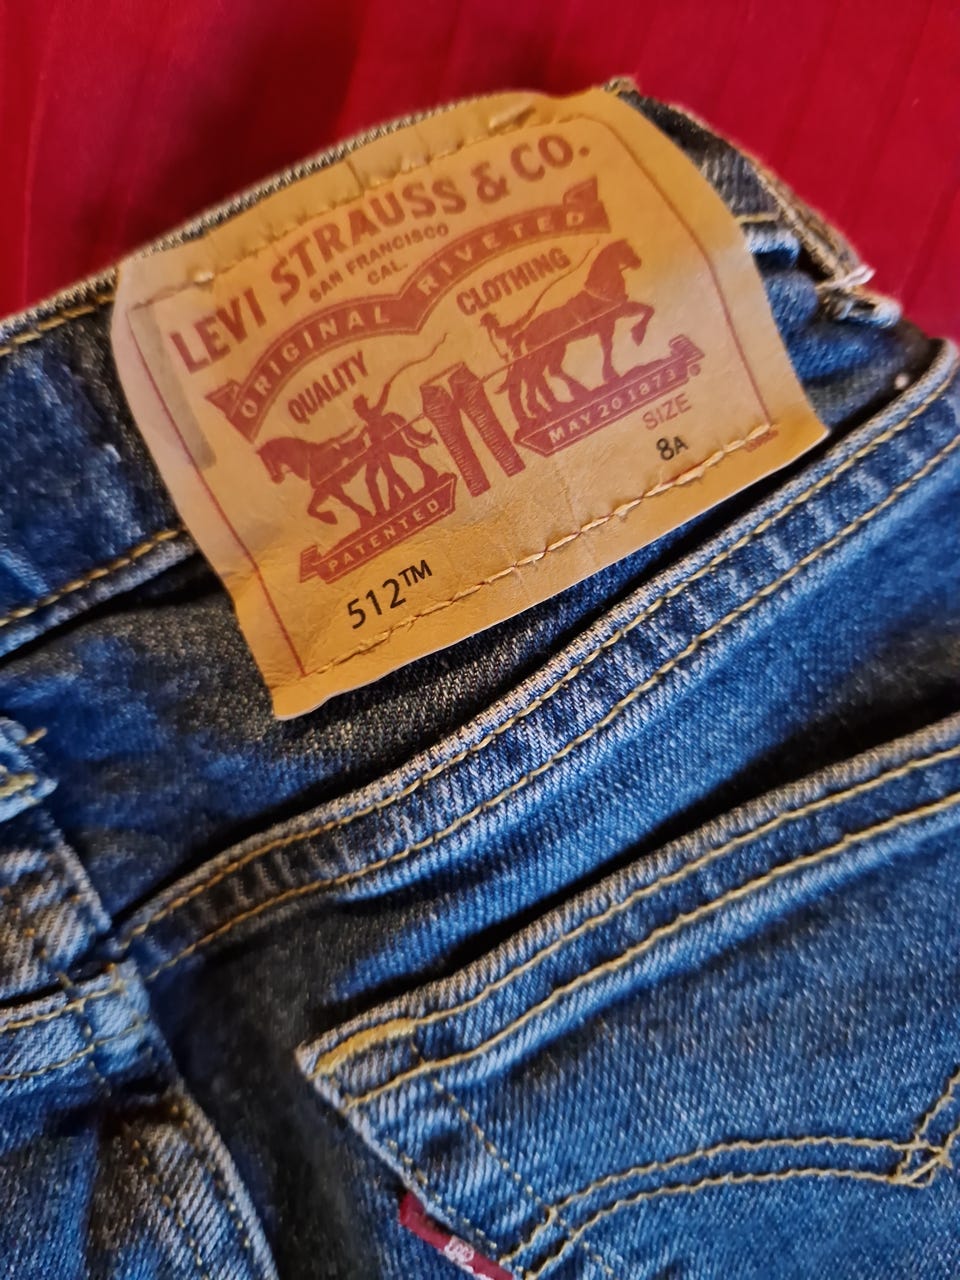 LEVI STRAUSS & CO.
SAN FRANCISCO
CAL.
ORIGINAL RIVETED
QUALITY CLOTHING
PATENTED
MAY 20 1873
®
SIZE
8A
512™